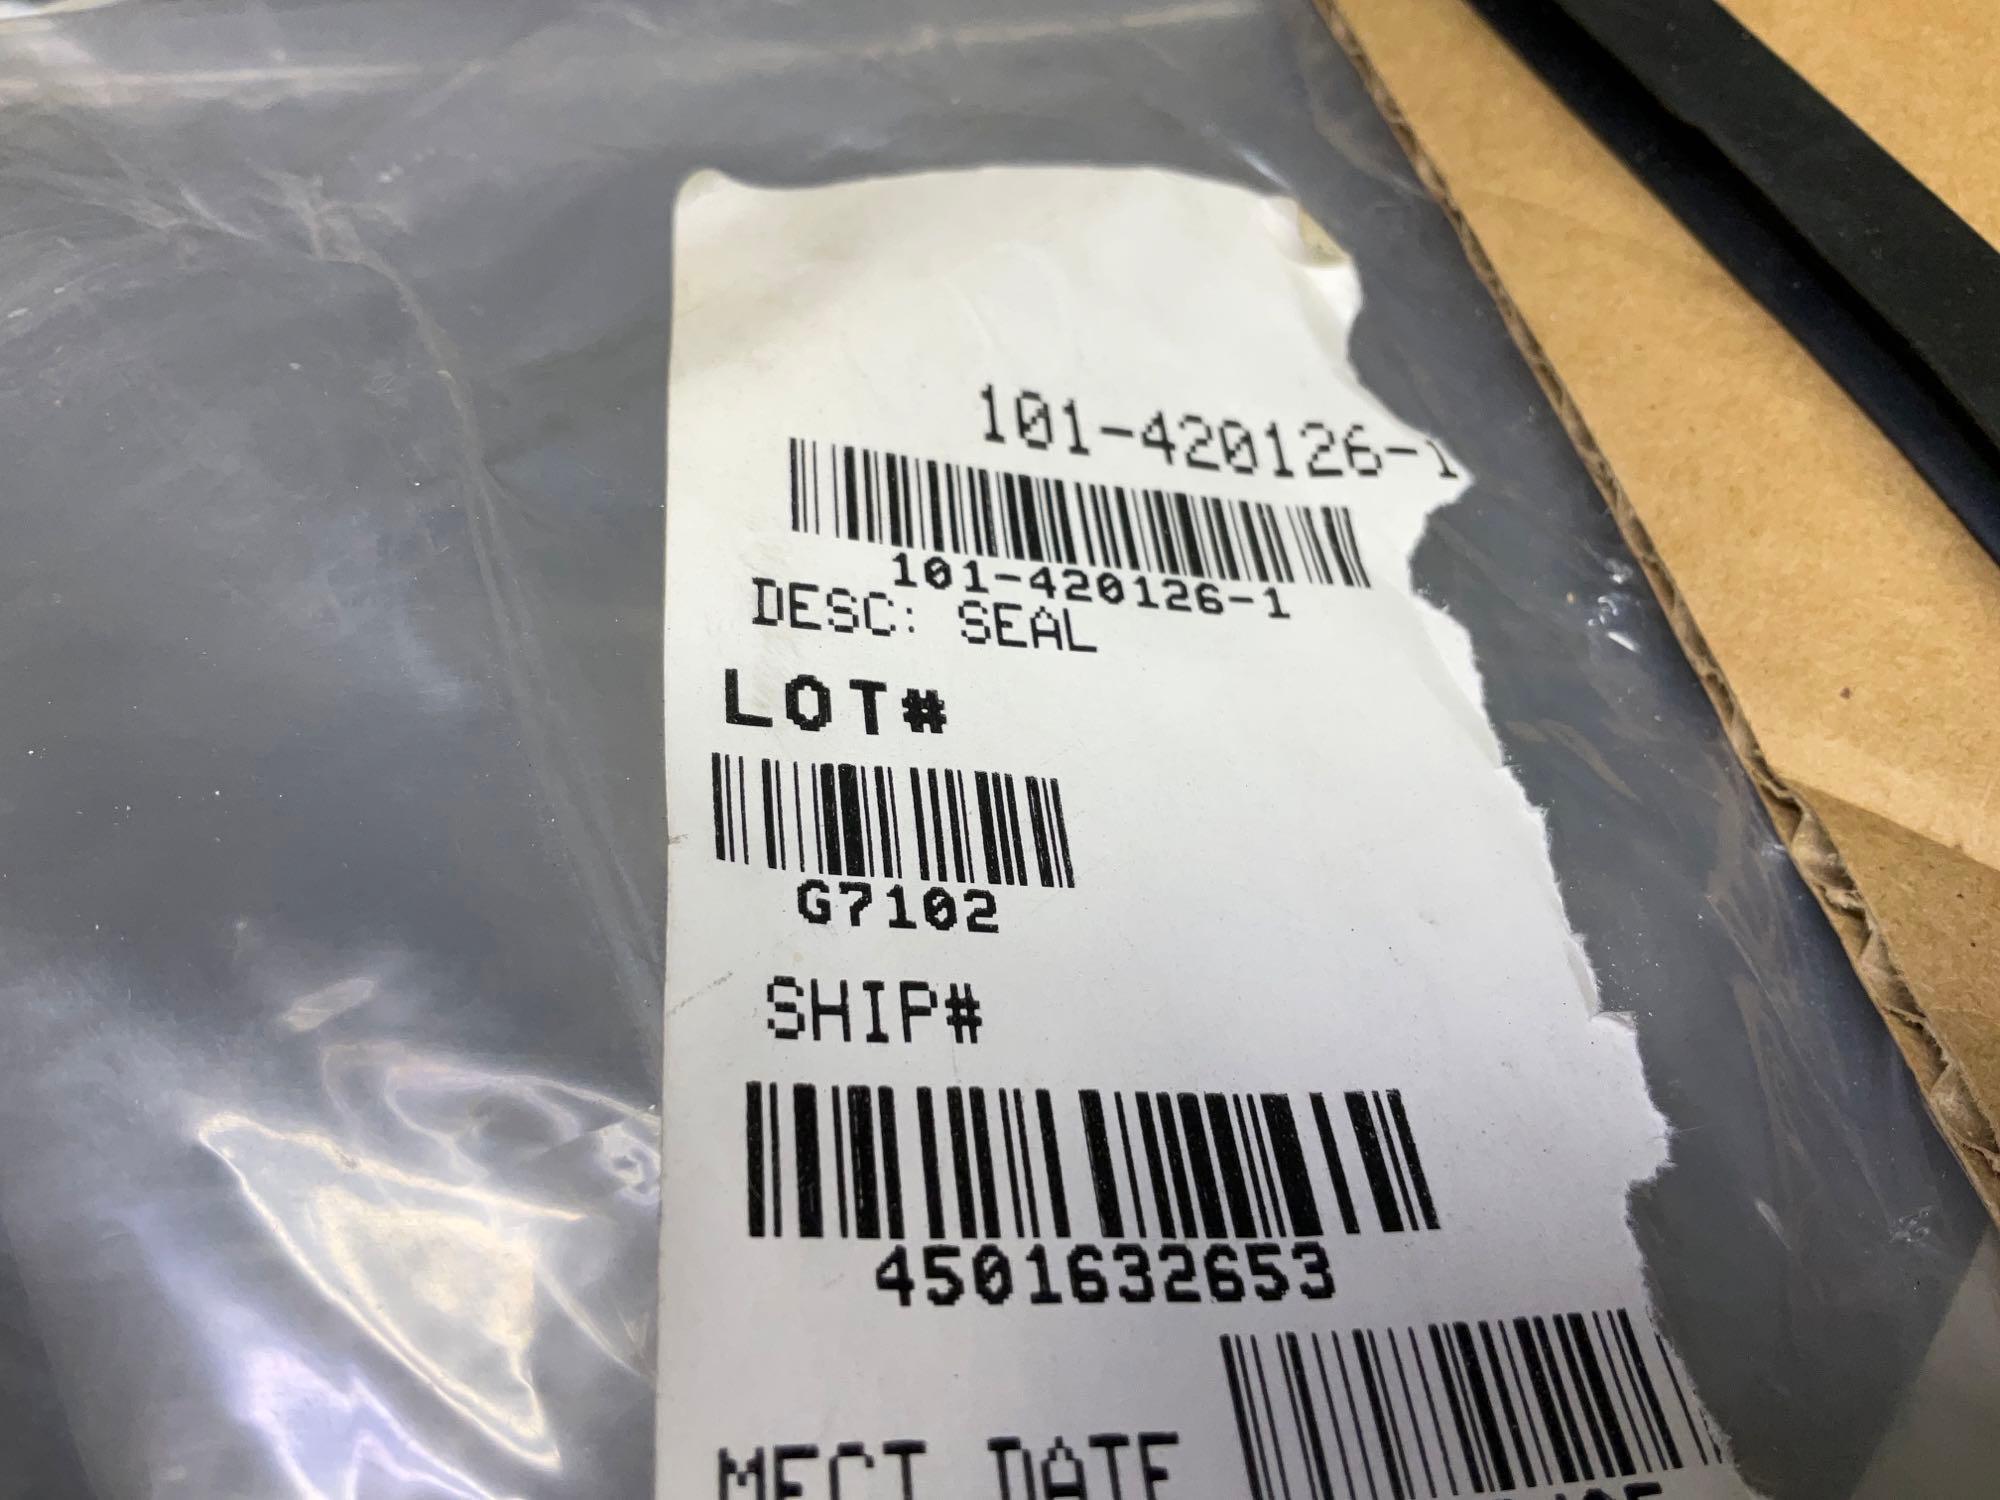 101-420126-1
101-420126-1
DESC: SEAL
LOT#
G7102
SHIP#
4501632653
MFCT DATE